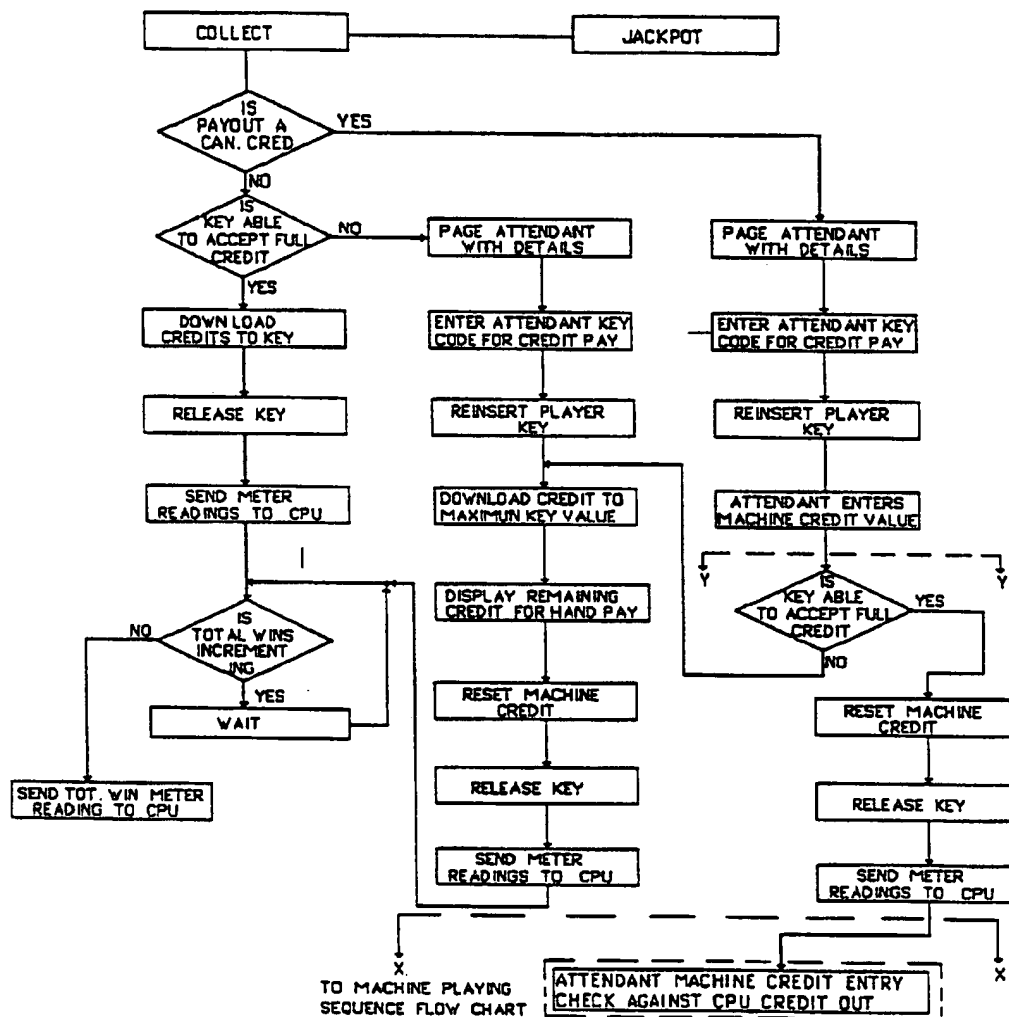 COLLECT
JACKPOT
IS
PAYOUT A
CAN. CRED
YES
NO
IS
KEY ABLE
TO ACCEPT FULL
CREDIT
NO
YES
PAGE ATTENDANT
WITH DETAILS
PAGE ATTENDANT
WITH DETAILS
DOWNLOAD
CREDITS TO KEY
ENTER ATTENDANT KEY
CODE FOR CREDIT PAY
ENTER ATTENDANT KEY
CODE FOR CREDIT PAY
RELEASE KEY
REINSERT PLAYER
KEY
REINSERT PLAYER
KEY
SEND METER
READINGS TO CPU
DOWNLOAD CREDIT TO
MAXIMUN KEY VALUE
ATTENDANT ENTERS
MACHINE CREDIT VALUE
Y
Y
IS
TOTAL WINS
INCREMENT
ING
NO
YES
DISPLAY REMAINING
CREDIT FOR HAND PAY
IS
KEY ABLE
TO ACCEPT FULL
CREDIT
YES
NO
WAIT
RESET MACHINE
CREDIT
RESET MACHINE
CREDIT
SEND TOT. WIN METER
READING TO CPU
RELEASE KEY
RELEASE KEY
SEND METER
READINGS TO CPU
SEND METER
READINGS TO CPU
X
X
TO MACHINE PLAYING
SEQUENCE FLOW CHART
ATTENDANT MACHINE CREDIT ENTRY
CHECK AGAINST CPU CREDIT OUT